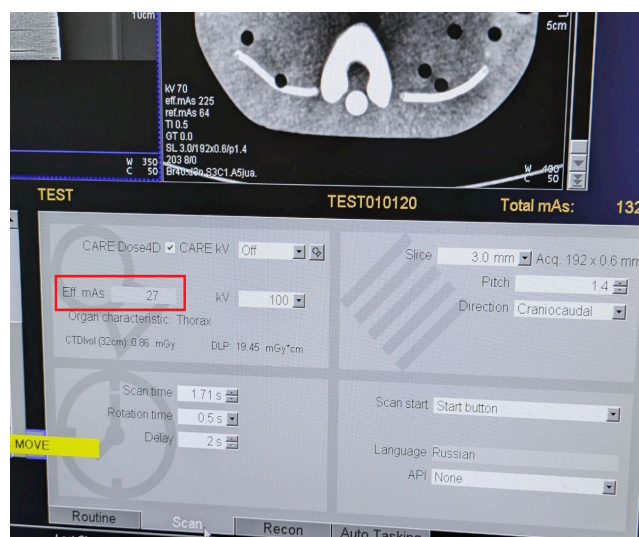 10cm
5cm
kV 70
eff.mAs 225
ref.mAs 64
TI 0.5
GT 0.0
SL 3.0/192x0.6/p1.4
203 8/0
W 350
C 50
W 400
C 50
TEST
TEST010120
Total mAs: 132
CARE Dose4D CARE kV Off
Eff. mAs 27 kV 100
Organ characteristic: Thorax
CTDIvol (32cm): 0.86 mGy DLP: 19.45 mGy*cm
Slice 3.0 mm Acq. 192 x 0.6 mm
Pitch 1.4
Direction Craniocaudal
Scan time 1.71 s
Rotation time 0.5 s
Delay 2 s
Scan start Start button
Language Russian
API None
MOVE
Routine Scan Recon Auto Tasking